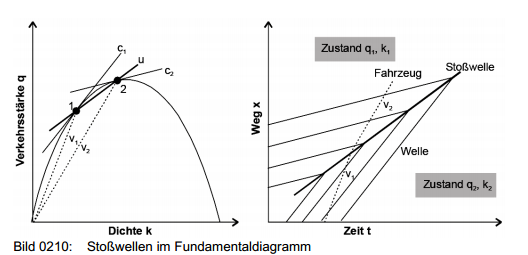 Verkehrsstärke q
c1
u
c2
1
2
v1
v2
Dichte k
Weg x
Zustand q1, k1
Fahrzeug
Stoßwelle
v2
Welle
v1
Zustand q2, k2
Zeit t
Bild 0210: Stoßwellen im Fundamentaldiagramm